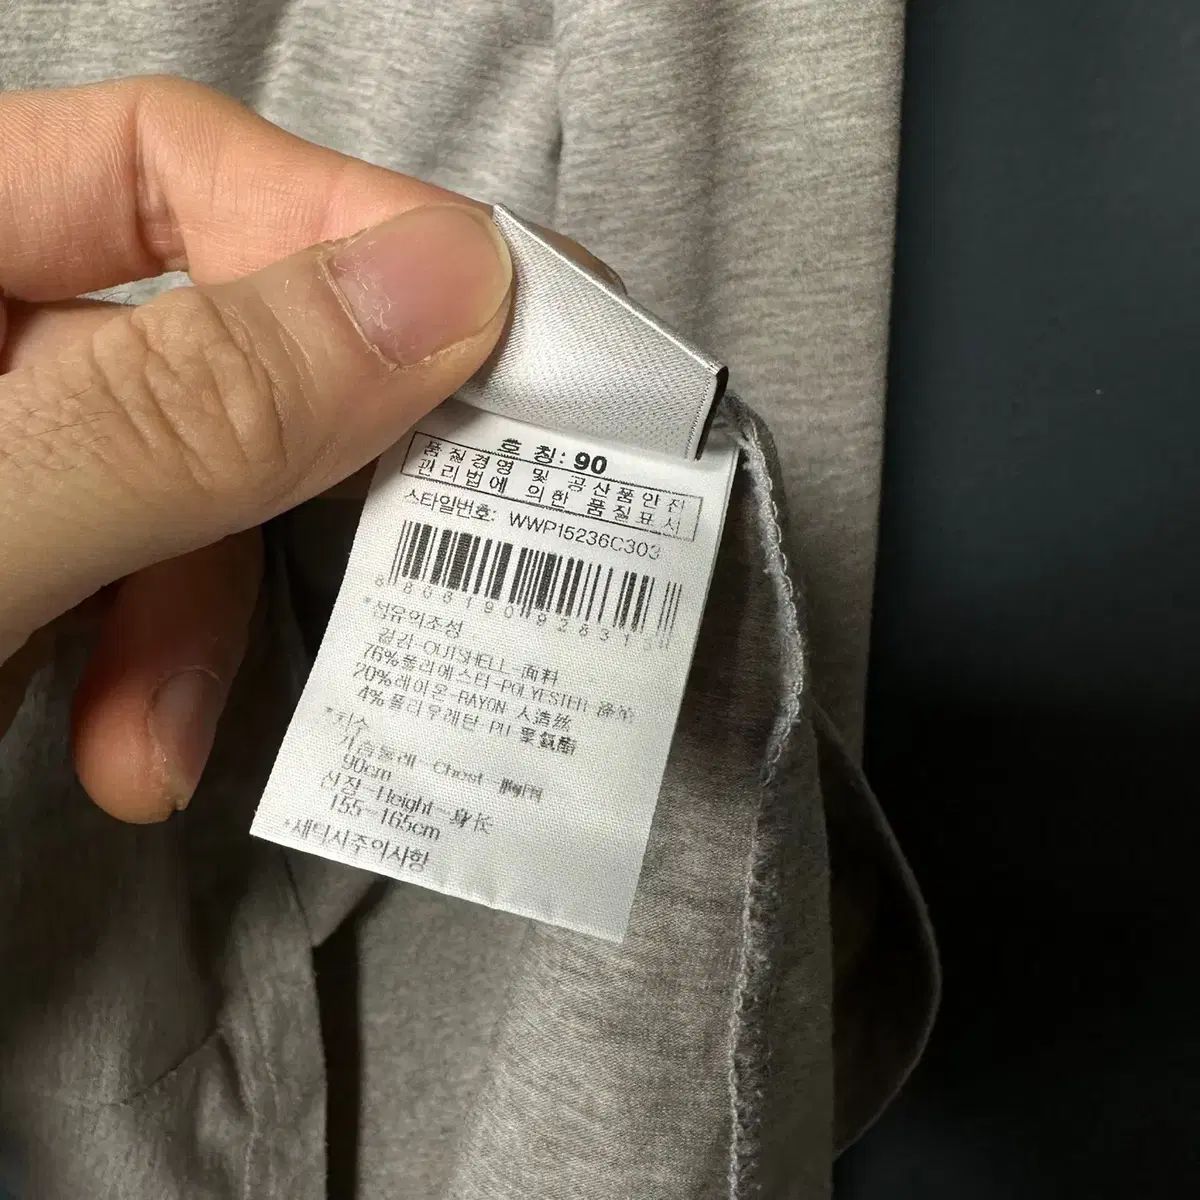 호 칭: 90
품질경영 및 공산품안전
관리법에 의한 품질표시
스타일번호: WWP15236C303
*섬유의조성
겉감-OUTSHELL-面料
76%폴리에스터-POLYESTER-涤纶
20%레이온-RAYON-人造丝
4%폴리우레탄-PU-聚氨酯
*치수
가슴둘레-Chest-胸围
90cm
신장-Height-身长
155~165cm
*세탁시주의사항